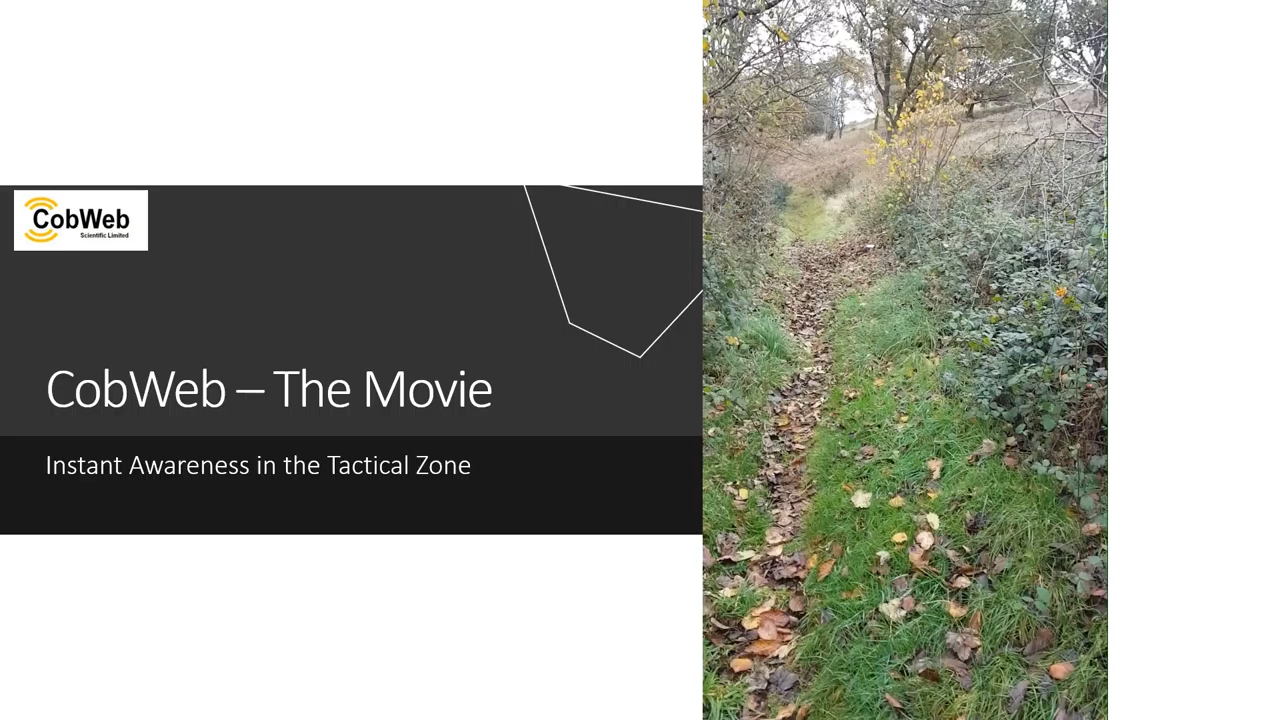 CobWeb
Scientific Limited
CobWeb – The Movie
Instant Awareness in the Tactical Zone